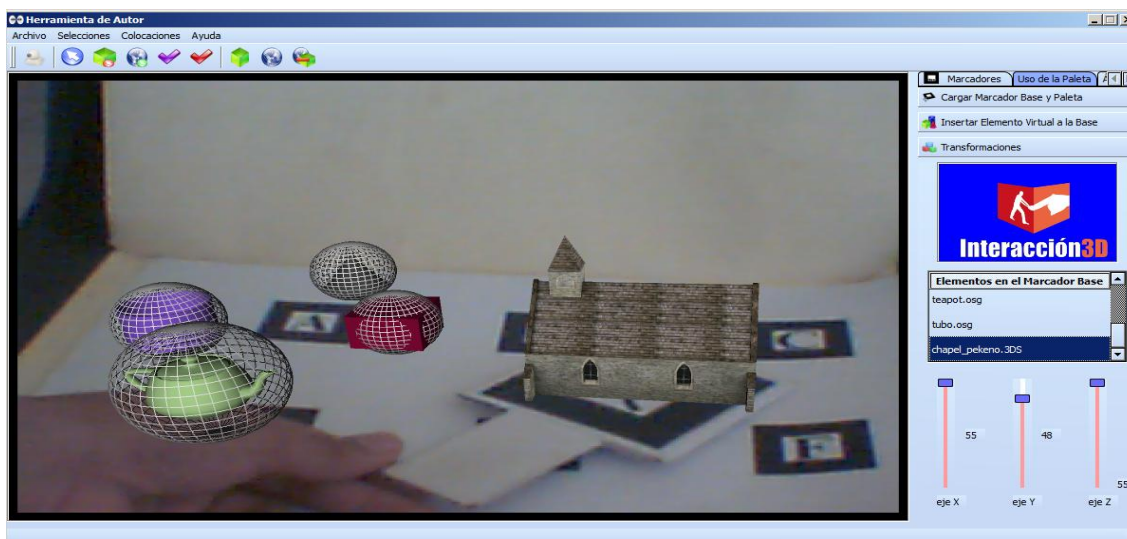 Herramienta de Autor
Archivo Selecciones Colocaciones Ayuda
Marcadores Uso de la Paleta
Cargar Marcador Base y Paleta
Insertar Elemento Virtual a la Base
Transformaciones
Interacción3D
Elementos en el Marcador Base
teapot.osg
tubo.osg
chapel_pekeno.3DS
55 48
55
eje X eje Y eje Z
A
C
E